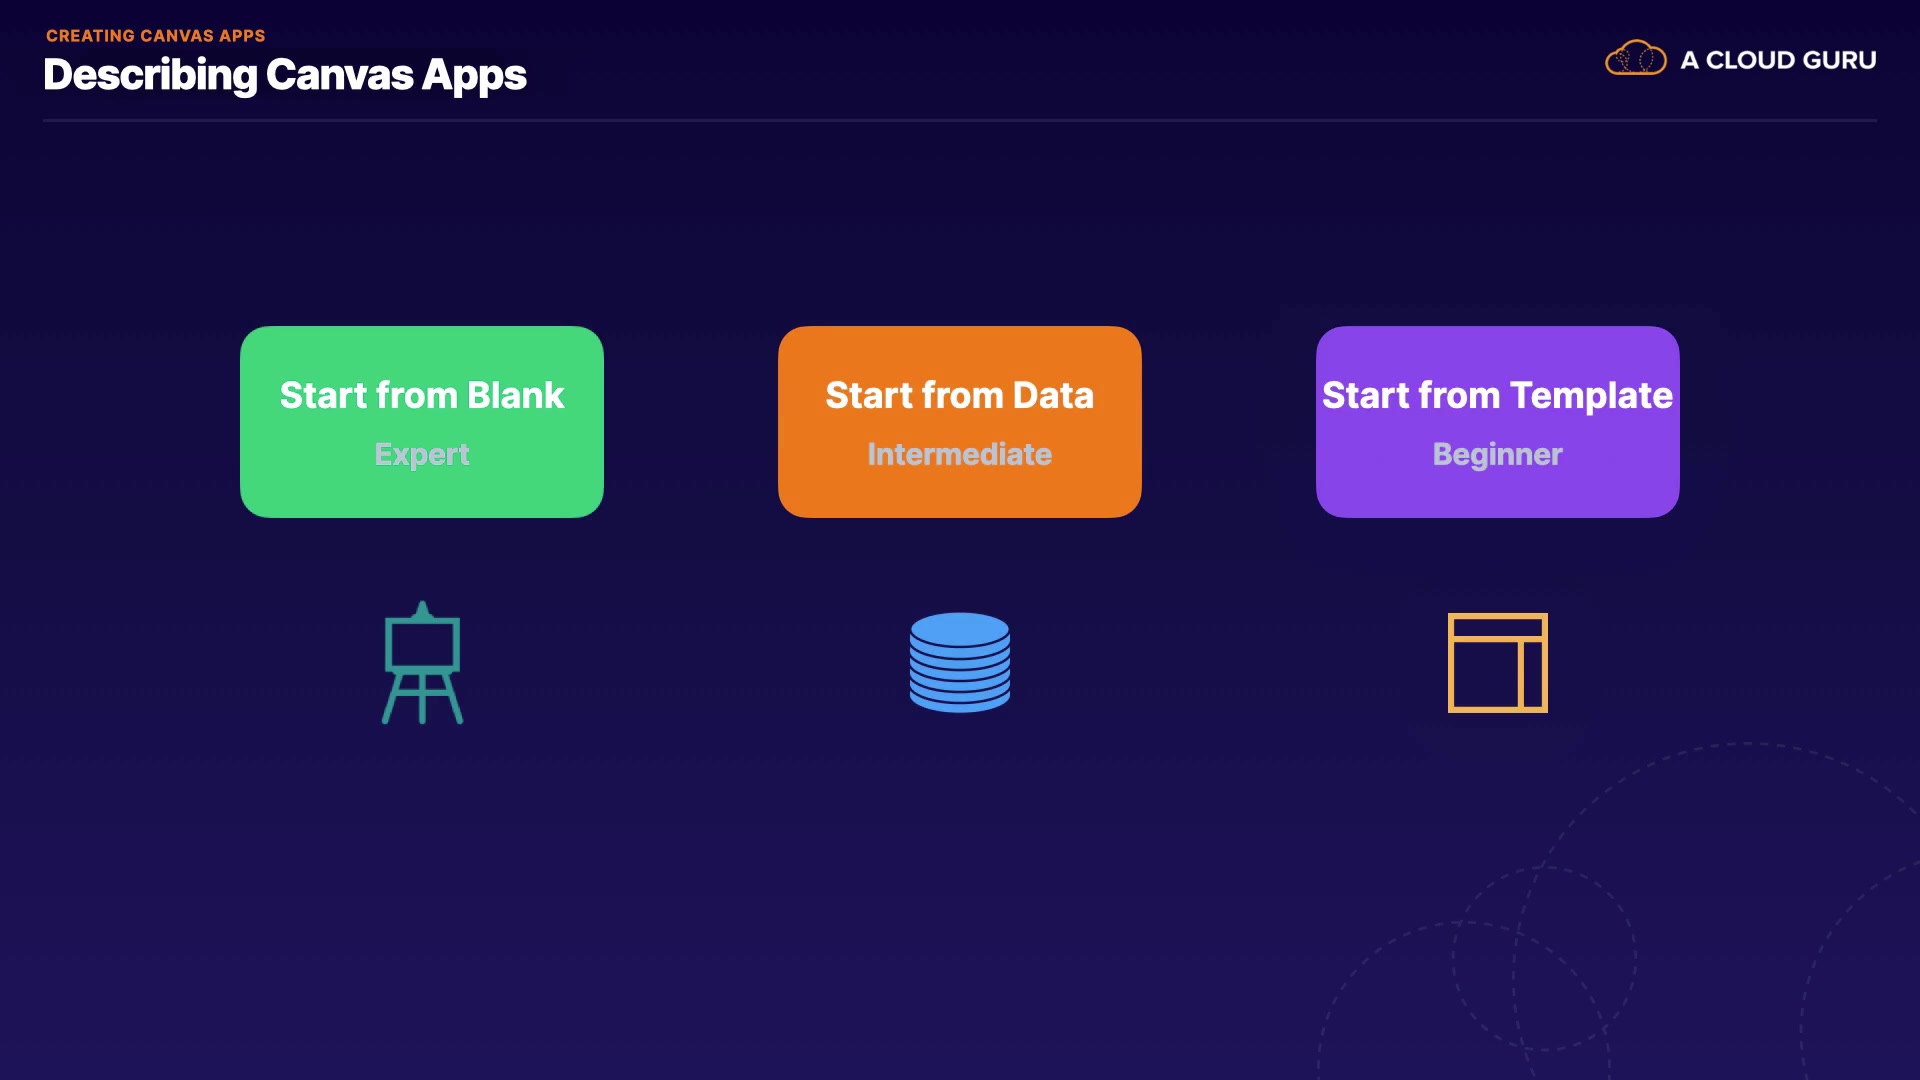 CREATING CANVAS APPS
Describing Canvas Apps
A CLOUD GURU
Start from Blank
Expert
Start from Data
Intermediate
Start from Template
Beginner